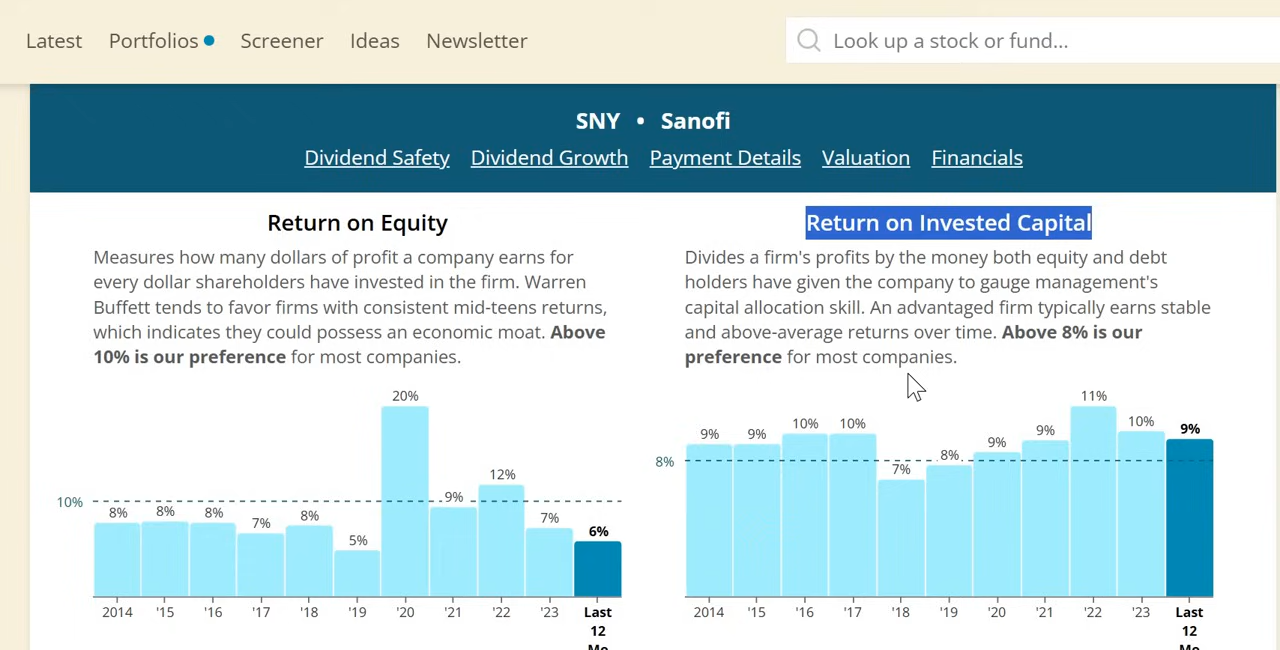 Latest Portfolios Screener Ideas Newsletter
Look up a stock or fund...
SNY • Sanofi
Dividend Safety Dividend Growth Payment Details Valuation Financials
Return on Equity
Measures how many dollars of profit a company earns for
every dollar shareholders have invested in the firm. Warren
Buffett tends to favor firms with consistent mid-teens returns,
which indicates they could possess an economic moat. Above
10% is our preference for most companies.
20%
12%
10%
8% 8% 8% 7% 8% 5% 9% 7% 6%
2014 '15 '16 '17 '18 '19 '20 '21 '22 '23 Last
12
Mo
Return on Invested Capital
Divides a firm's profits by the money both equity and debt
holders have given the company to gauge management's
capital allocation skill. An advantaged firm typically earns stable
and above-average returns over time. Above 8% is our
preference for most companies.
8%
9% 9% 10% 10% 7% 8% 9% 9% 11% 10% 9%
2014 '15 '16 '17 '18 '19 '20 '21 '22 '23 Last
12
Mo